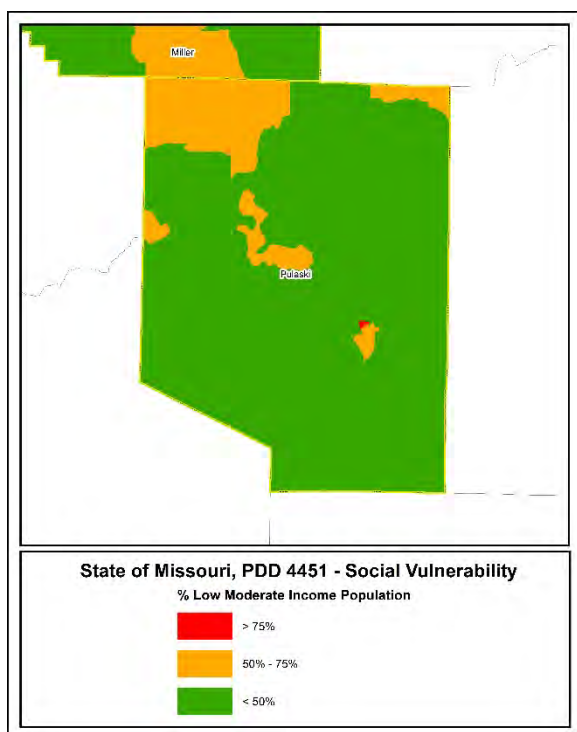 Miller
Pulaski
State of Missouri, PDD 4451 - Social Vulnerability
% Low Moderate Income Population
> 75%
50% - 75%
< 50%